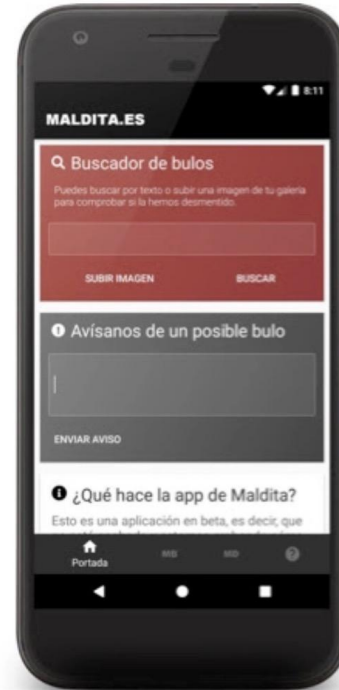 8:11
MALDITA.ES
Buscador de bulos
Puedes buscar por texto o subir una imagen de tu galería
para comprobar si la hemos desmentido.
SUBIR IMAGEN BUSCAR
Avísanos de un posible bulo
ENVIAR AVISO
¿Qué hace la app de Maldita?
Esto es una aplicación en beta, es decir, que
Portada MB MD